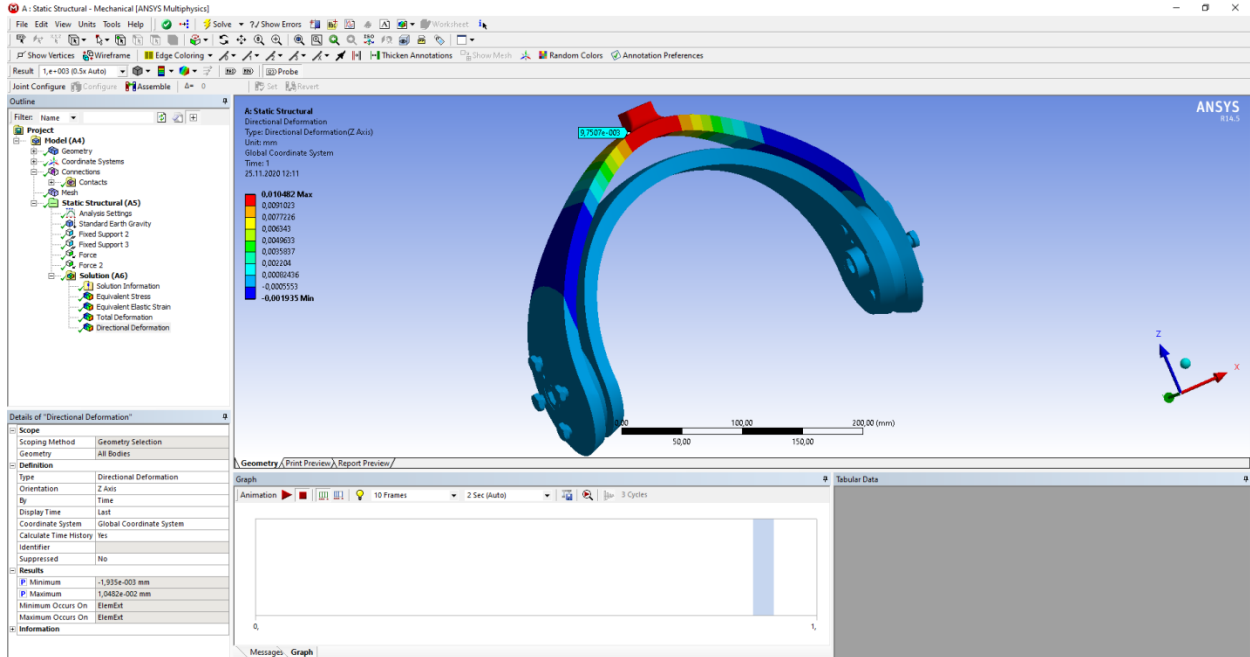 A : Static Structural - Mechanical [ANSYS Multiphysics]
File Edit View Units Tools Help Solve ?/ Show Errors Worksheet
Show Vertices Wireframe Edge Coloring Thicken Annotations Show Mesh Random Colors Annotation Preferences
Result 1,e+003 (0.5x Auto) Probe
Joint Configure Configure Assemble Δ= 0 Set Revert
Outline
Filter: Name
Project
Model (A4)
Geometry
Coordinate Systems
Connections
Contacts
Mesh
Static Structural (A5)
Analysis Settings
Standard Earth Gravity
Fixed Support 2
Fixed Support 3
Force
Force 2
Solution (A6)
Solution Information
Equivalent Stress
Equivalent Elastic Strain
Total Deformation
Directional Deformation
A: Static Structural
Directional Deformation
Type: Directional Deformation(Z Axis)
Unit: mm
Global Coordinate System
Time: 1
25.11.2020 12:11
0,010482 Max
0,0091023
0,0077226
0,006343
0,0049633
0,0035837
0,002204
0,00082436
-0,0005553
-0,001935 Min
9,7507e-003
ANSYS
R14.5
Z
X
0,00 100,00 200,00 (mm)
50,00 150,00
Geometry Print Preview Report Preview
Details of "Directional Deformation"
Scope
Scoping Method Geometry Selection
Geometry All Bodies
Definition
Type Directional Deformation
Orientation Z Axis
By Time
Display Time Last
Coordinate System Global Coordinate System
Calculate Time History Yes
Identifier
Suppressed No
Results
P Minimum -1,935e-003 mm
P Maximum 1,0482e-002 mm
Minimum Occurs On ElemExt
Maximum Occurs On ElemExt
Information
Graph
Animation 10 Frames 2 Sec (Auto) 3 Cycles
0, 1,
Messages Graph
Tabular Data